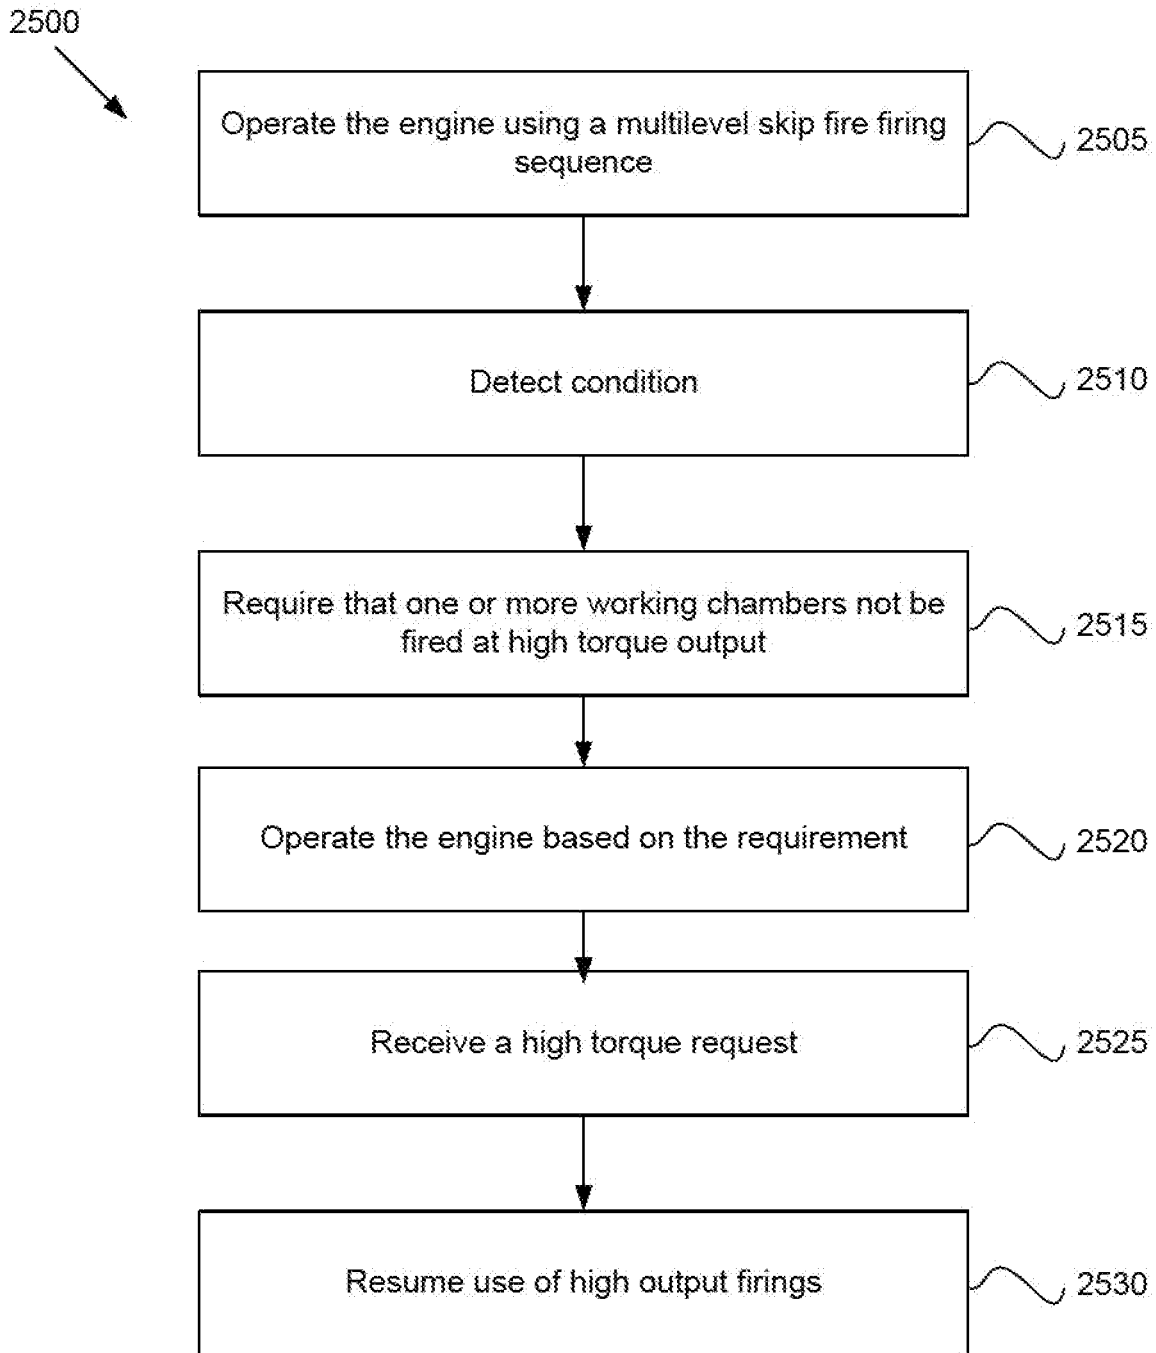 2500
Operate the engine using a multilevel skip fire firing
sequence
2505
Detect condition
2510
Require that one or more working chambers not be
fired at high torque output
2515
Operate the engine based on the requirement
2520
Receive a high torque request
2525
Resume use of high output firings
2530